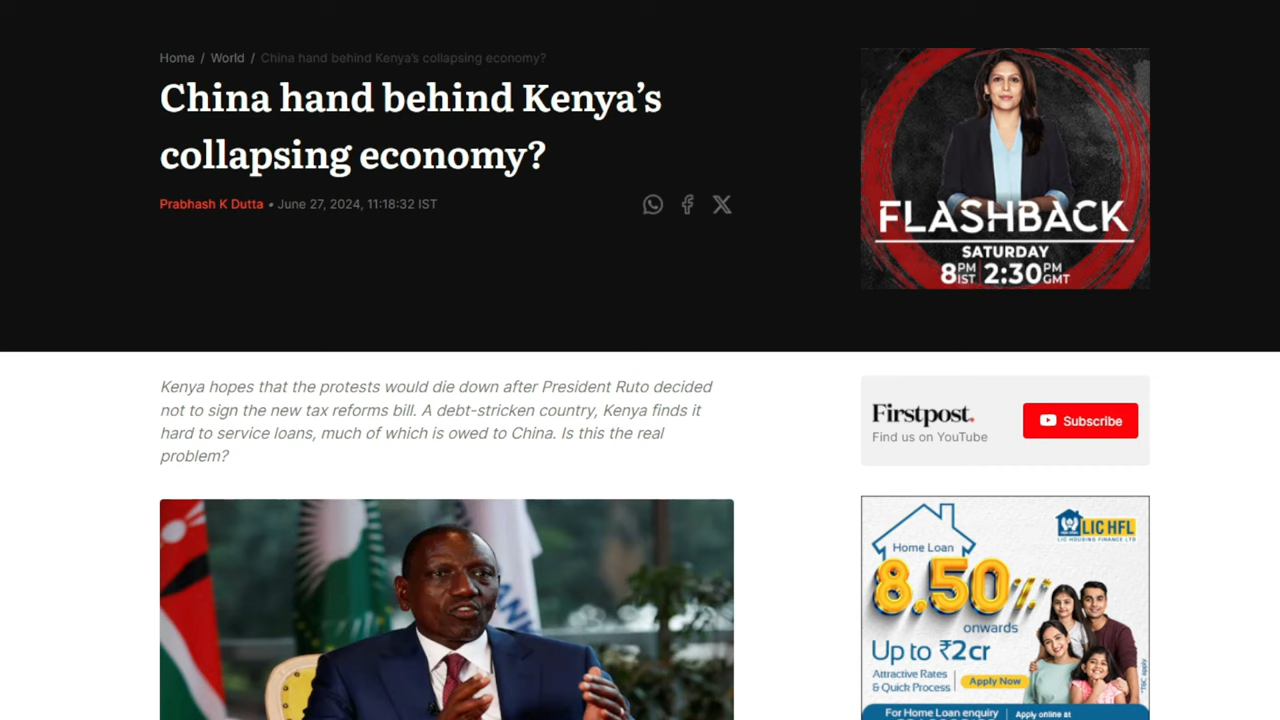 Home / World / China hand behind Kenya's collapsing economy?
China hand behind Kenya's
collapsing economy?
Prabhash K Dutta • June 27, 2024, 11:18:32 IST
FLASHBACK
SATURDAY
8PM IST 2:30PM GMT
Kenya hopes that the protests would die down after President Ruto decided
not to sign the new tax reforms bill. A debt-stricken country, Kenya finds it
hard to service loans, much of which is owed to China. Is this the real
problem?
Firstpost.
Find us on YouTube
Subscribe
LIC HFL
LIC HOUSING FINANCE LTD
Home Loan
8.50%
onwards
Up to ₹2cr
Attractive Rates
& Quick Process
Apply Now
*T&C apply
For Home Loan enquiry
Apply online at